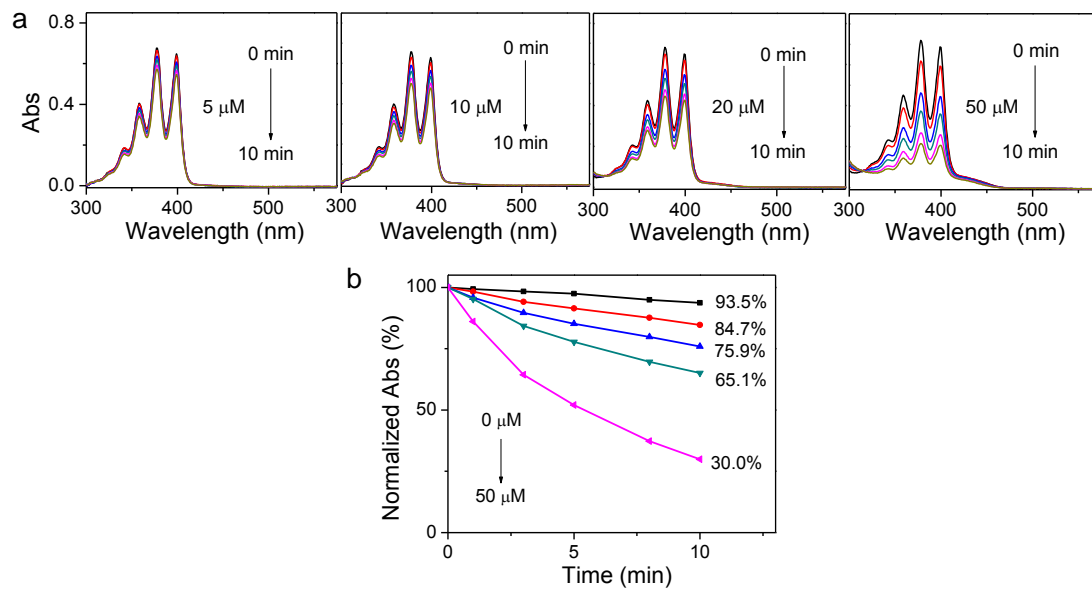 a
Abs
0.8
0.4
0.0
0 min
5 μM
10 min
300
400
500
Wavelength (nm)
0 min
10 μM
10 min
300
400
500
Wavelength (nm)
0 min
20 μM
10 min
300
400
500
Wavelength (nm)
0 min
50 μM
10 min
300
400
500
Wavelength (nm)
b
Normalized Abs (%)
100
50
0
93.5%
84.7%
75.9%
65.1%
30.0%
0 μM
50 μM
0
5
10
Time (min)